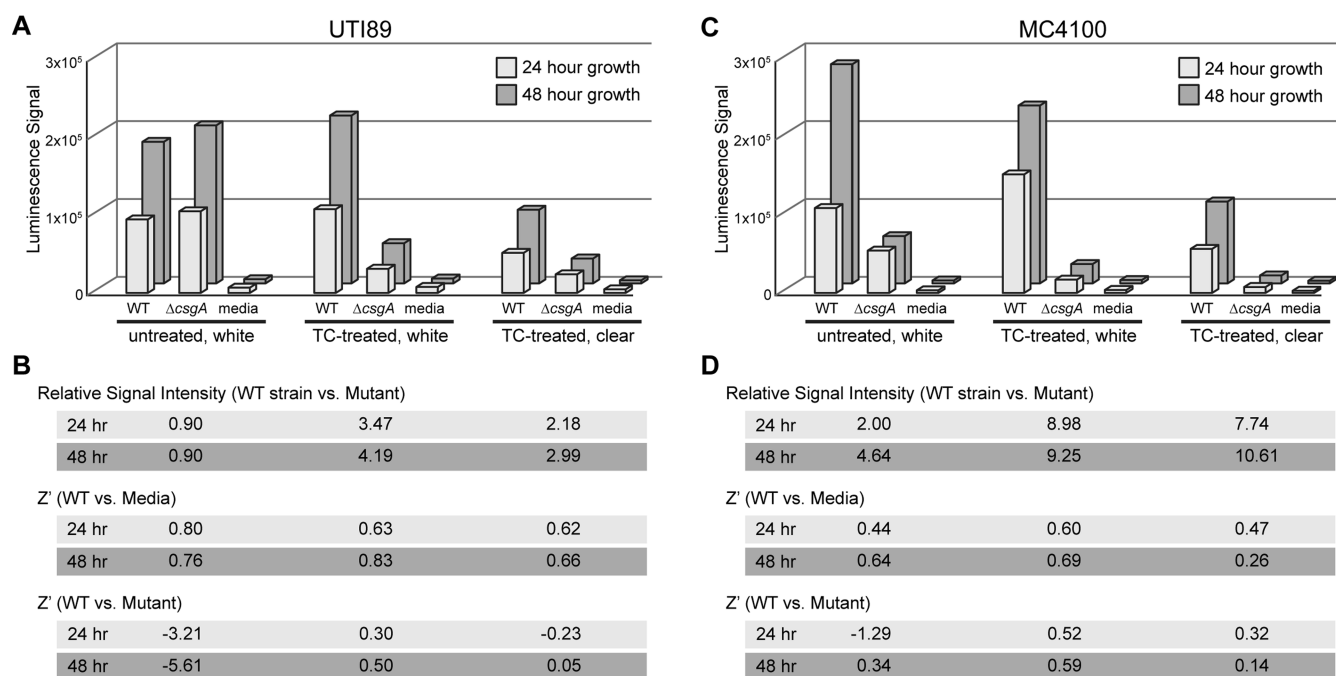 A
UTI89
Luminescence Signal
3x10⁵
2x10⁵
1x10⁵
0
24 hour growth
48 hour growth
WT ΔcsgA media WT ΔcsgA media WT ΔcsgA media
untreated, white TC-treated, white TC-treated, clear
B
Relative Signal Intensity (WT strain vs. Mutant)
24 hr 0.90 3.47 2.18
48 hr 0.90 4.19 2.99
Z' (WT vs. Media)
24 hr 0.80 0.63 0.62
48 hr 0.76 0.83 0.66
Z' (WT vs. Mutant)
24 hr -3.21 0.30 -0.23
48 hr -5.61 0.50 0.05
C
MC4100
Luminescence Signal
3x10⁵
2x10⁵
1x10⁵
0
24 hour growth
48 hour growth
WT ΔcsgA media WT ΔcsgA media WT ΔcsgA media
untreated, white TC-treated, white TC-treated, clear
D
Relative Signal Intensity (WT strain vs. Mutant)
24 hr 2.00 8.98 7.74
48 hr 4.64 9.25 10.61
Z' (WT vs. Media)
24 hr 0.44 0.60 0.47
48 hr 0.64 0.69 0.26
Z' (WT vs. Mutant)
24 hr -1.29 0.52 0.32
48 hr 0.34 0.59 0.14